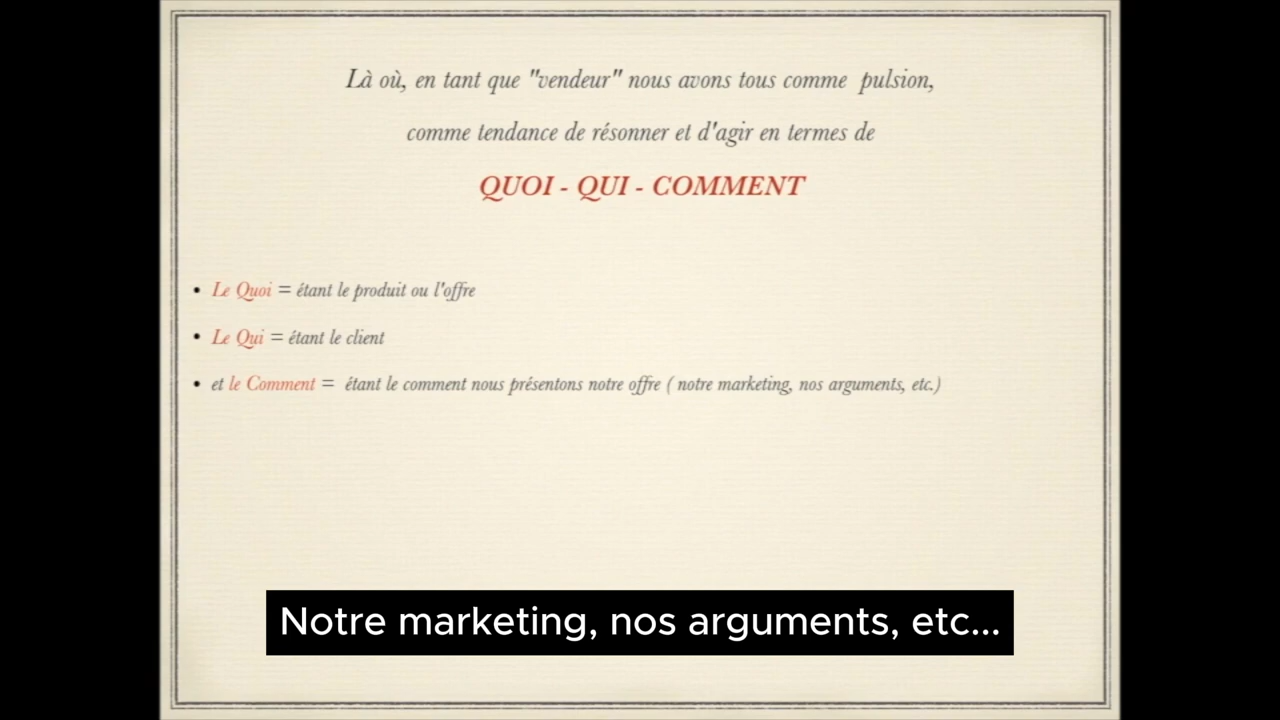 Là où, en tant que "vendeur" nous avons tous comme pulsion,
comme tendance de résonner et d'agir en termes de
QUOI - QUI - COMMENT
• Le Quoi = étant le produit ou l'offre
• Le Qui = étant le client
• et le Comment = étant le comment nous présentons notre offre ( notre marketing, nos arguments, etc.)
Notre marketing, nos arguments, etc...